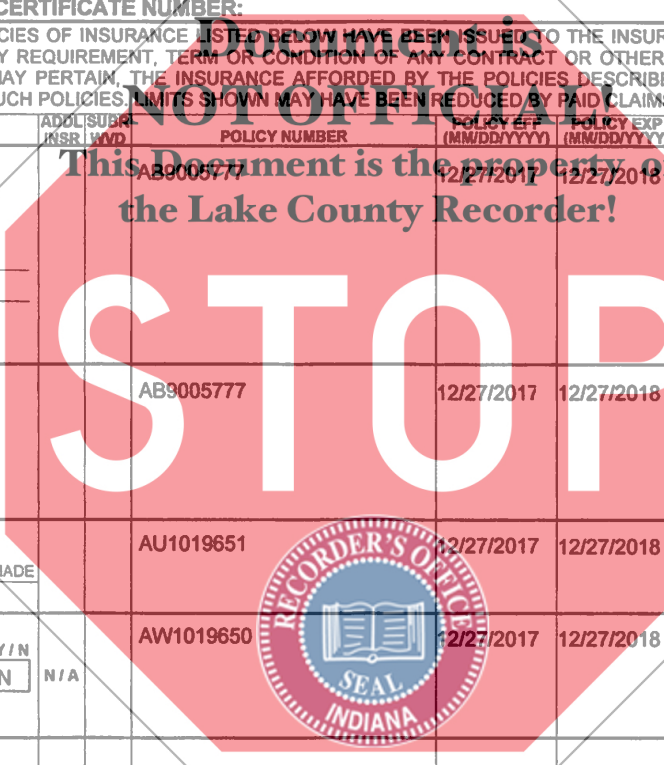 CERTIFICATE NUMBER:
Document is
CIES OF INSURANCE LISTED BELOW HAVE BEEN ISSUED TO THE INSUR
Y REQUIREMENT, TERM OR CONDITION OF ANY CONTRACT OR OTHER
MAY PERTAIN, THE INSURANCE AFFORDED BY THE POLICIES DESCRIBE
NOT OFFICIAL!
UCH POLICIES. LIMITS SHOWN MAY HAVE BEEN REDUCED BY PAID CLAIMS
ADDL SUBR
INSR WVD POLICY NUMBER POLICY EFF (MM/DD/YYYY) POLICY EXP (MM/DD/YYYY
This Document is the property o
AB9005777 12/27/2017 12/27/2018
the Lake County Recorder!
STOP
AB9005777 12/27/2017 12/27/2018
AU1019651 12/27/2017 12/27/2018
MADE
AW1019650 12/27/2017 12/27/2018
Y / N
N N / A
RECORDER'S OFFICE
SEAL
INDIANA